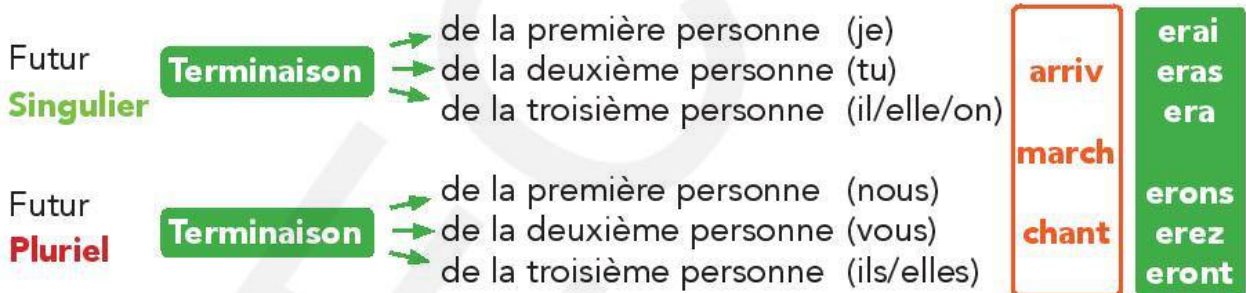 de la première personne (je) erai
Futur Terminaison de la deuxième personne (tu) arriv eras
Singulier de la troisième personne (il/elle/on) era
march
de la première personne (nous) erons
Futur Terminaison de la deuxième personne (vous) chant erez
Pluriel de la troisième personne (ils/elles) eront